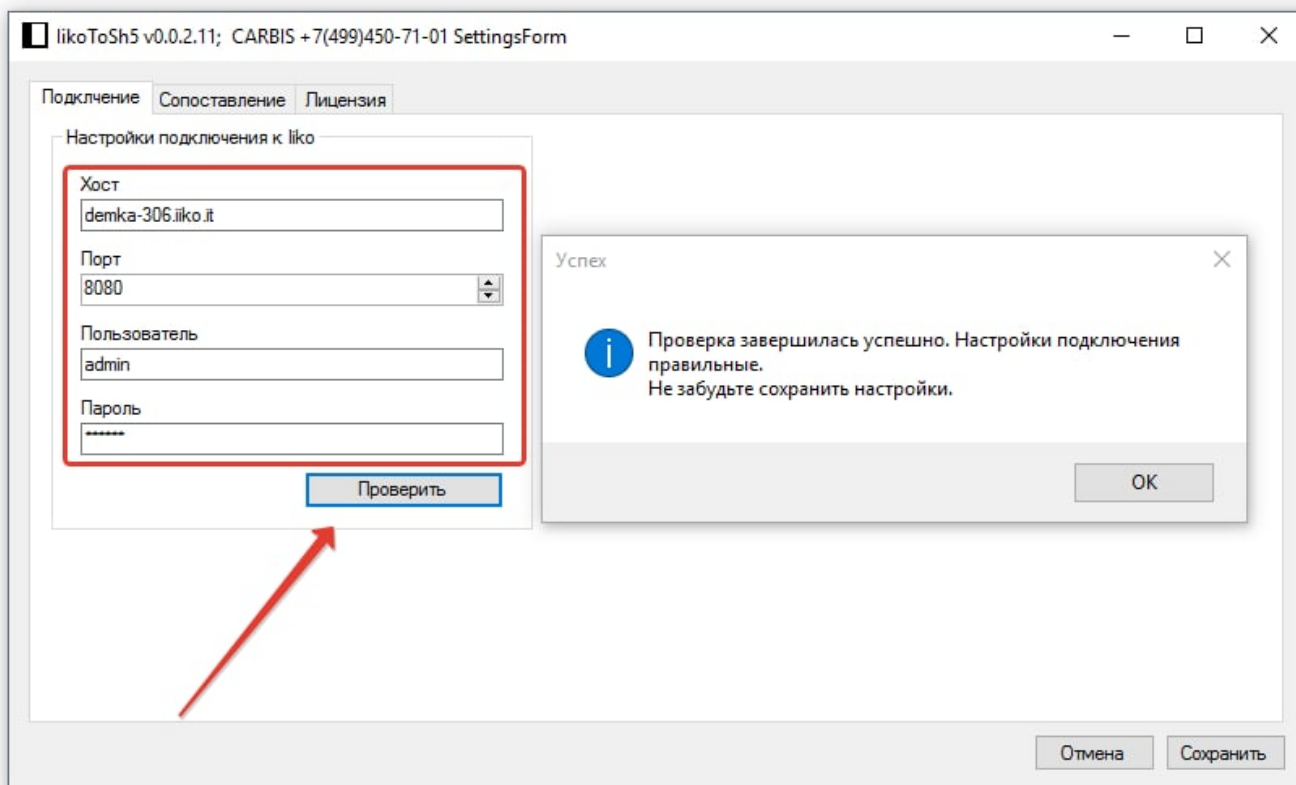 IikoToSh5 v0.0.2.11; CARBIS +7(499)450-71-01 SettingsForm
Подклчение Сопоставление Лицензия
Настройки подключения к Iiko
Хост
demka-306.iiko.it
Порт
8080
Пользователь
admin
Пароль
******
Проверить
Успех
Проверка завершилась успешно. Настройки подключения
правильные.
Не забудьте сохранить настройки.
OK
Отмена Сохранить